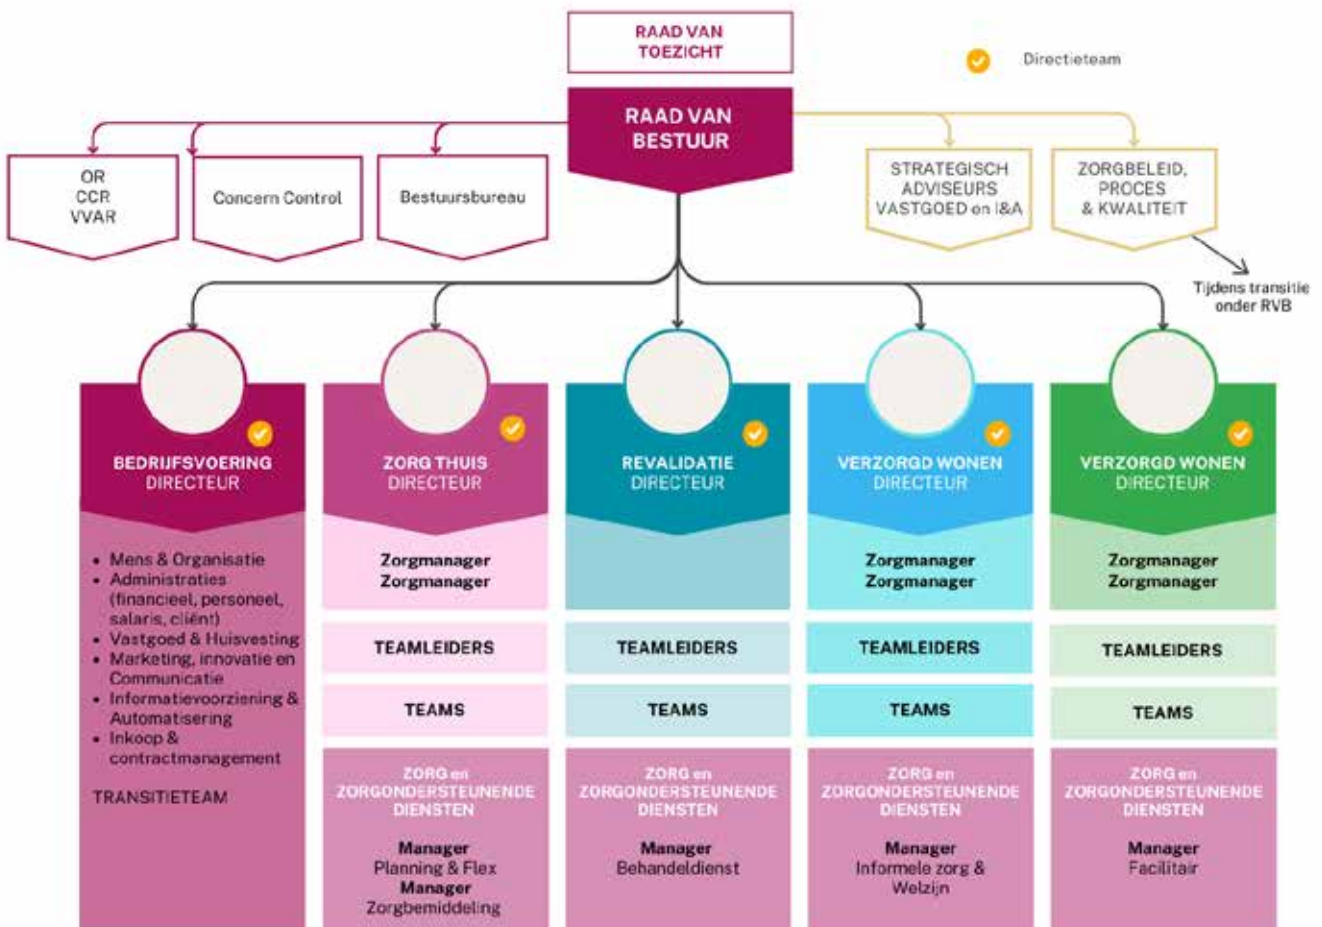 RAAD VAN
TOEZICHT
Directieteam
RAAD VAN
BESTUUR
OR
CCR
VVAR
Concern Control
Bestuursbureau
STRATEGISCH
ADVISEURS
VASTGOED en I&A
ZORGBELEID,
PROCES
& KWALITEIT
Tijdens transitie
onder RVB
BEDRIJFSVOERING
DIRECTEUR
• Mens & Organisatie
• Administraties
(financieel, personeel,
salaris, cliënt)
• Vastgoed & Huisvesting
• Marketing, innovatie en
Communicatie
• Informatievoorziening &
Automatisering
• Inkoop &
contractmanagement
TRANSITIETEAM
ZORG THUIS
DIRECTEUR
Zorgmanager
Zorgmanager
TEAMLEIDERS
TEAMS
ZORG en
ZORGONDERSTEUNENDE
DIENSTEN
Manager
Planning & Flex
Manager
Zorgbemiddeling
REVALIDATIE
DIRECTEUR
TEAMLEIDERS
TEAMS
ZORG en
ZORGONDERSTEUNENDE
DIENSTEN
Manager
Behandeldienst
VERZORGD WONEN
DIRECTEUR
Zorgmanager
Zorgmanager
TEAMLEIDERS
TEAMS
ZORG en
ZORGONDERSTEUNENDE
DIENSTEN
Manager
Informele zorg &
Welzijn
VERZORGD WONEN
DIRECTEUR
Zorgmanager
Zorgmanager
TEAMLEIDERS
TEAMS
ZORG en
ZORGONDERSTEUNENDE
DIENSTEN
Manager
Facilitair